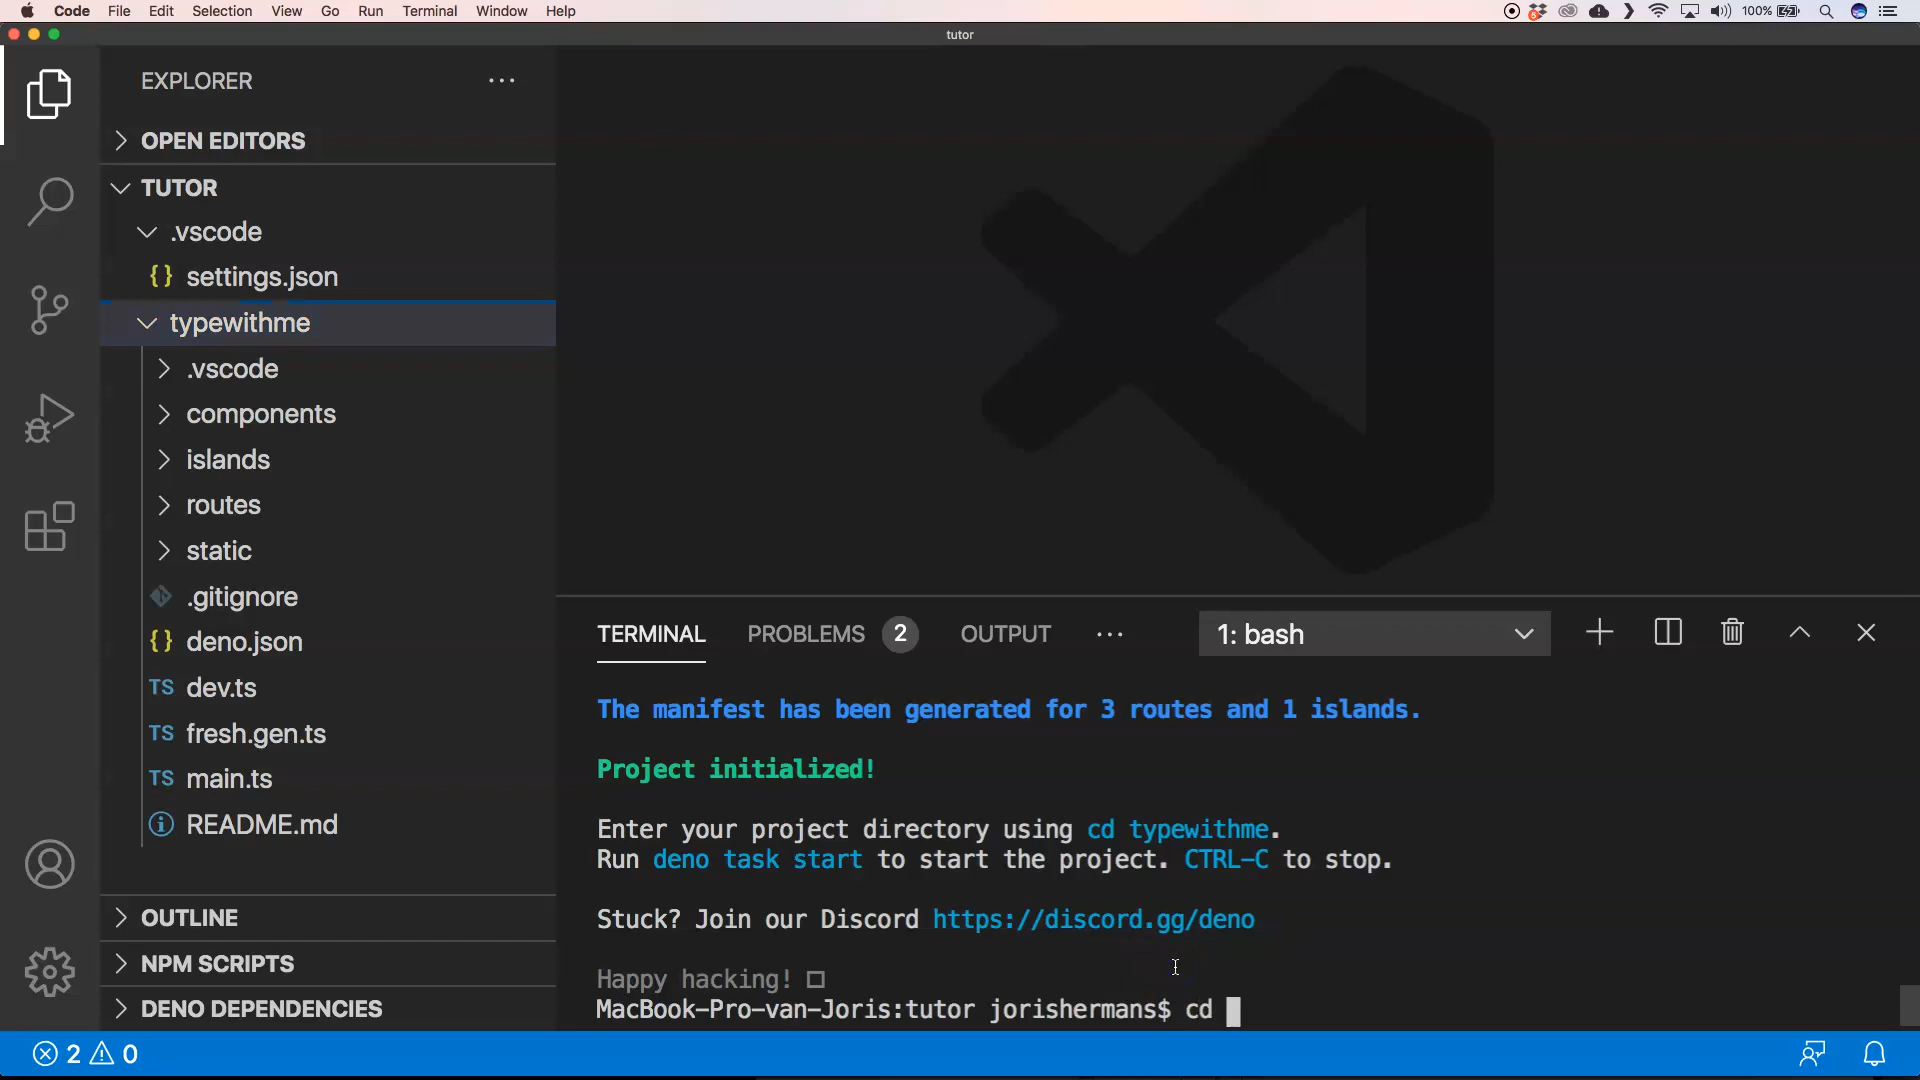 Code File Edit Selection View Go Run Terminal Window Help 100%
tutor
EXPLORER
OPEN EDITORS
TUTOR
.vscode
{} settings.json
typewithme
.vscode
components
islands
routes
static
.gitignore
{} deno.json
TS dev.ts
TS fresh.gen.ts
TS main.ts
README.md
OUTLINE
NPM SCRIPTS
DENO DEPENDENCIES
TERMINAL PROBLEMS 2 OUTPUT 1: bash
The manifest has been generated for 3 routes and 1 islands.
Project initialized!
Enter your project directory using cd typewithme.
Run deno task start to start the project. CTRL-C to stop.
Stuck? Join our Discord https://discord.gg/deno
Happy hacking!
MacBook-Pro-van-Joris:tutor jorishermans$ cd
2 0